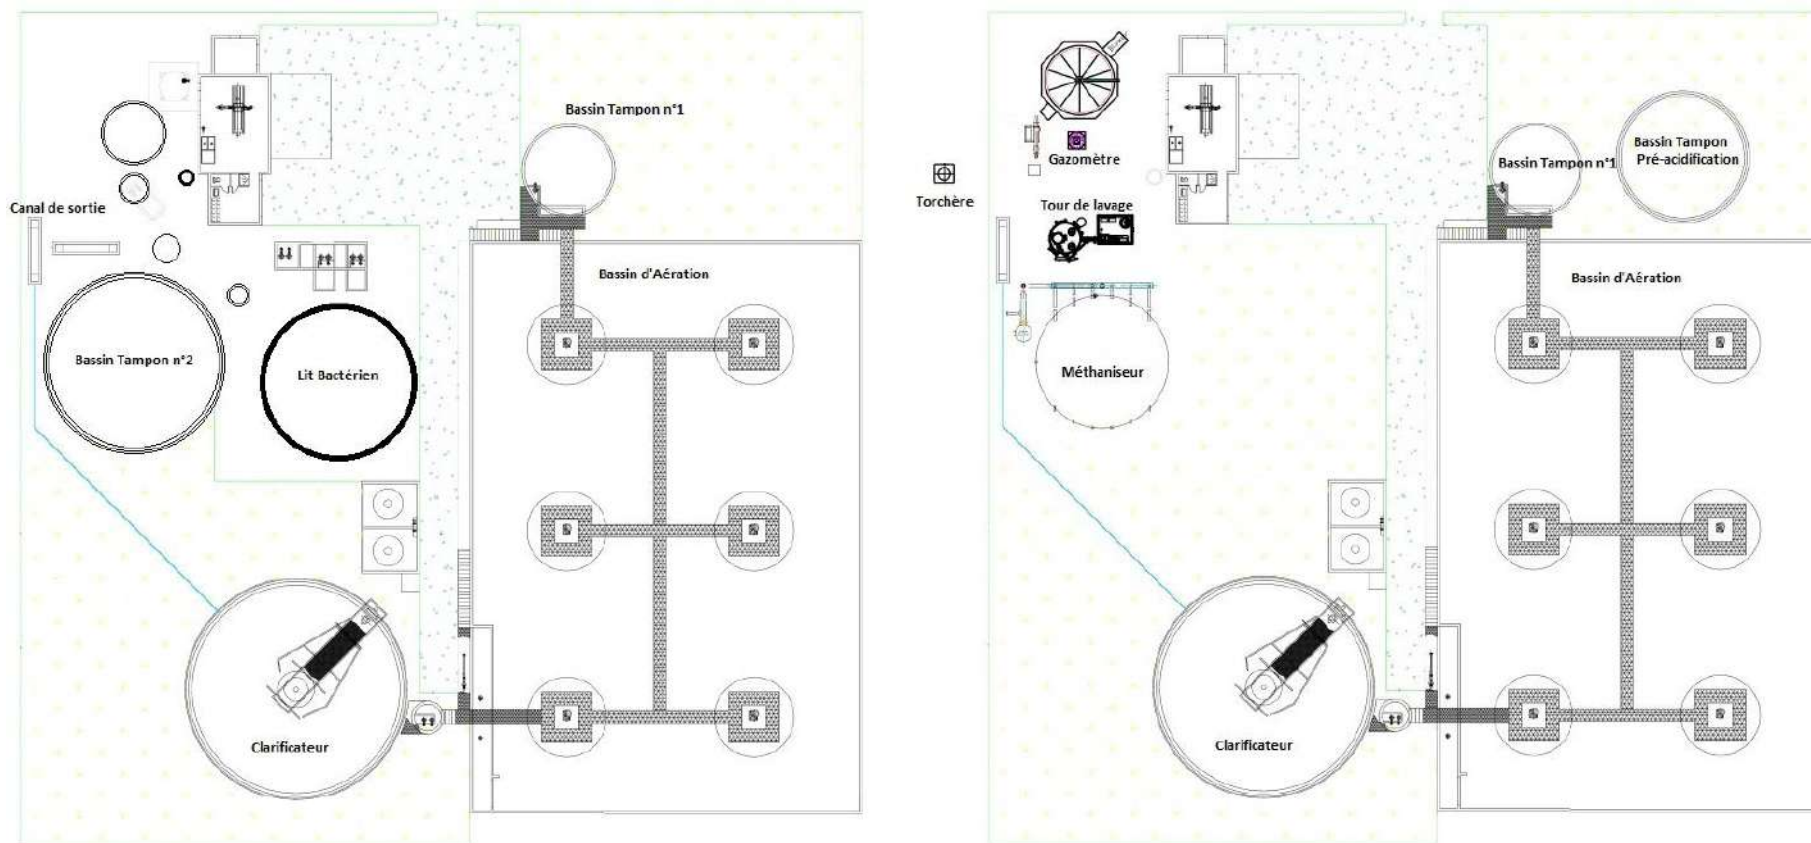 Bassin Tampon n°1
Canal de sortie
Bassin d'Aération
Bassin Tampon n°2
Lit Bactérien
Clarificateur
Gazomètre
Torchère
Tour de lavage
Bassin Tampon n°1
Bassin Tampon
Pré-acidification
Bassin d'Aération
Méthaniseur
Clarificateur